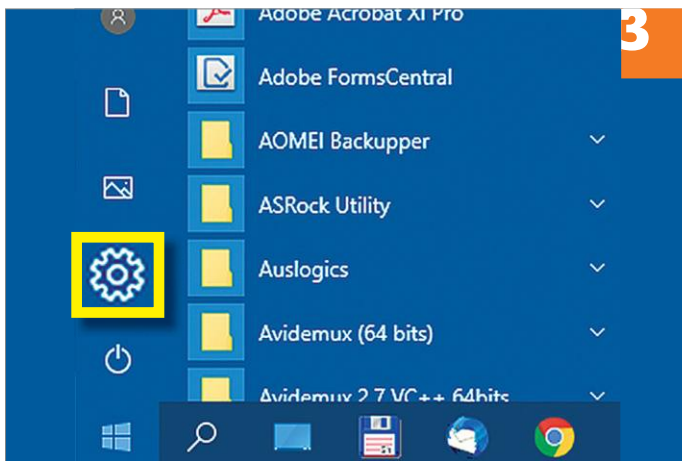 Adobe Acrobat XI Pro
3
Adobe FormsCentral
AOMEI Backupper
ASRock Utility
Auslogics
Avidemux (64 bits)
Avidemux 2.7 VC++ 64bits